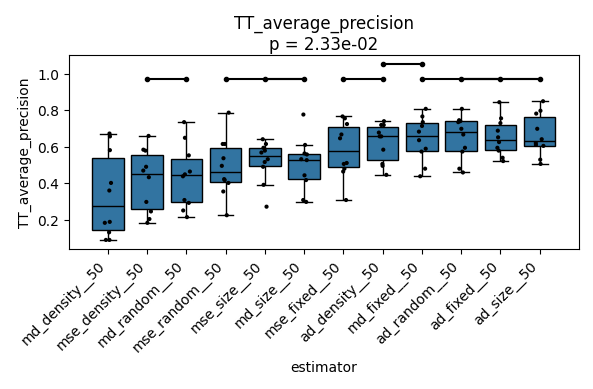 TT_average_precision
p = 2.33e-02
TT_average_precision
1.0
0.8
0.6
0.4
0.2
md_density__50
mse_density__50
md_random__50
mse_random__50
mse_size__50
md_size__50
mse_fixed__50
ad_density__50
md_fixed__50
ad_random__50
ad_fixed__50
ad_size__50
estimator